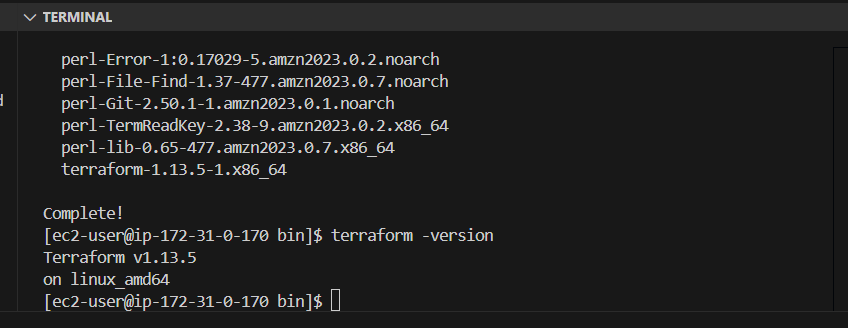 TERMINAL
perl-Error-1:0.17029-5.amzn2023.0.2.noarch
perl-File-Find-1.37-477.amzn2023.0.7.noarch
perl-Git-2.50.1-1.amzn2023.0.1.noarch
perl-TermReadKey-2.38-9.amzn2023.0.2.x86_64
perl-lib-0.65-477.amzn2023.0.7.x86_64
terraform-1.13.5-1.x86_64
Complete!
[ec2-user@ip-172-31-0-170 bin]$ terraform -version
Terraform v1.13.5
on linux_amd64
[ec2-user@ip-172-31-0-170 bin]$